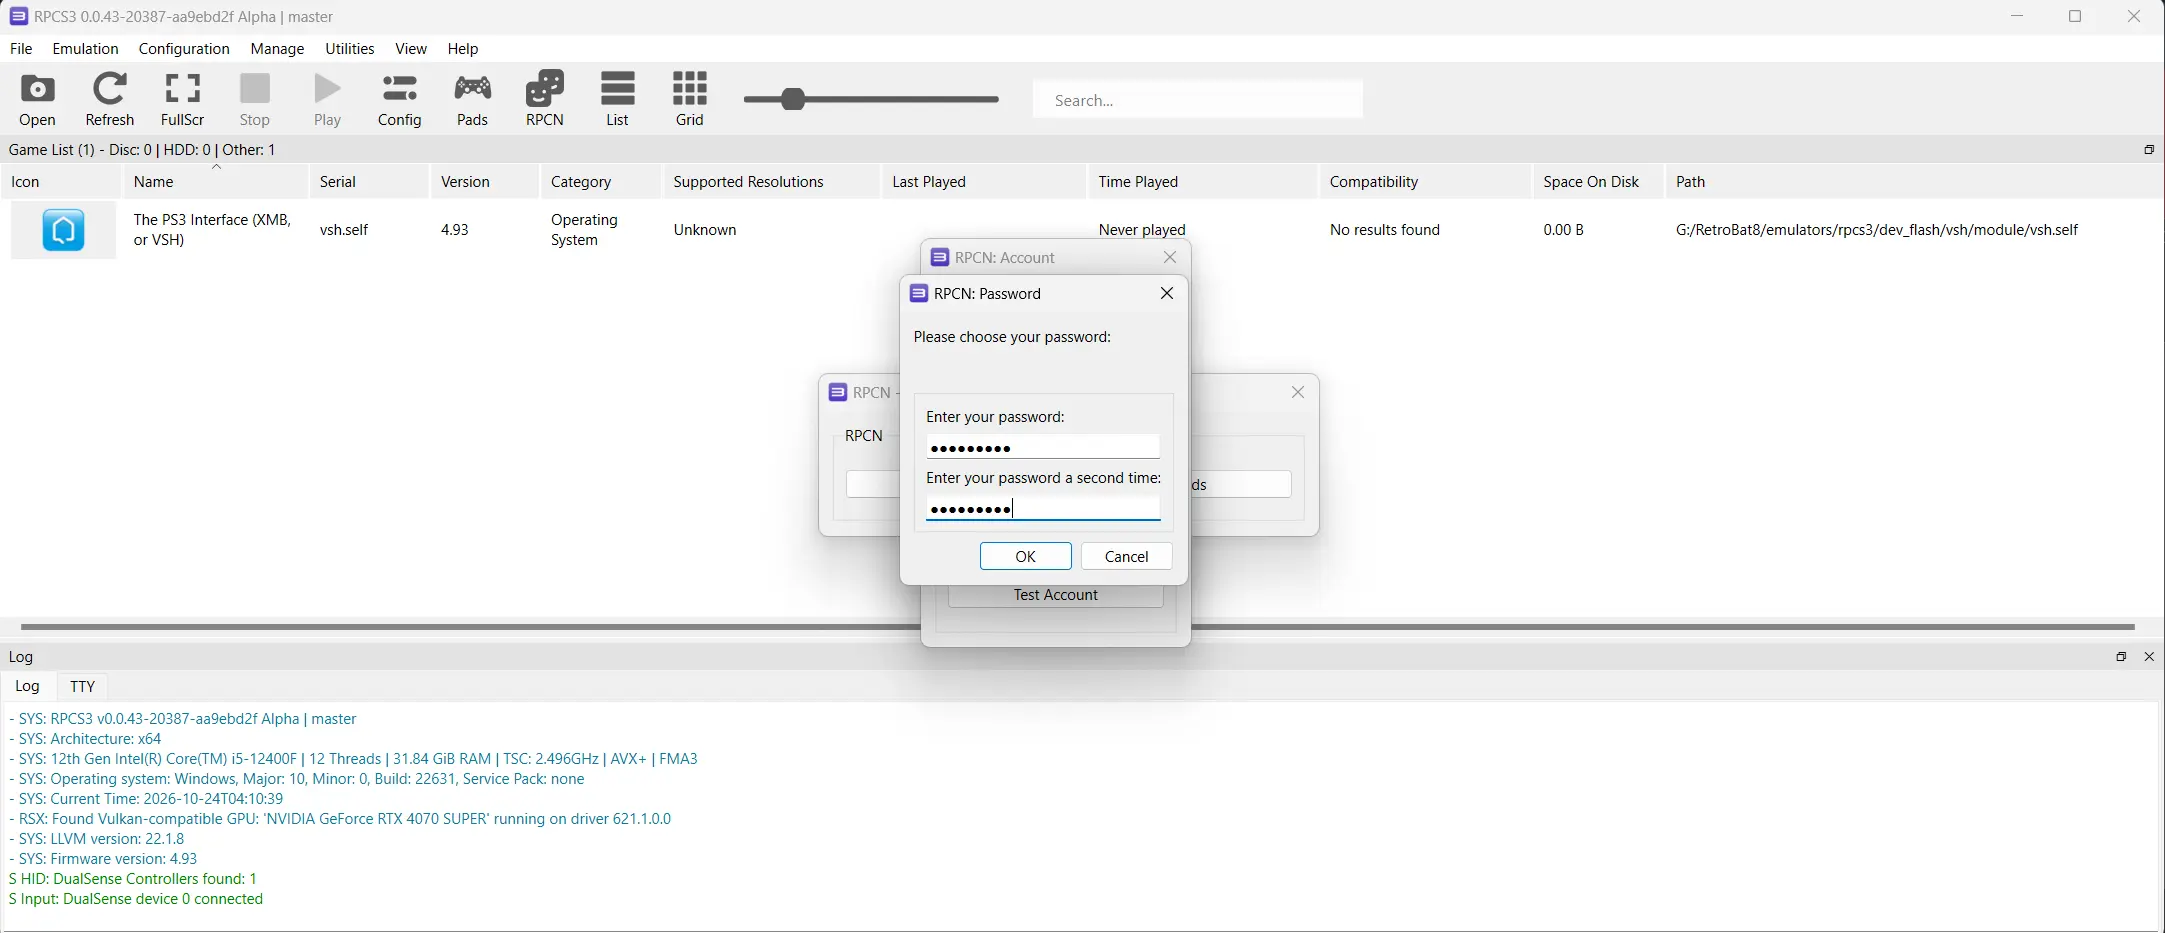 RPCS3 0.0.43-20387-aa9ebd2f Alpha | master
File Emulation Configuration Manage Utilities View Help
Open Refresh FullScr Stop Play Config Pads RPCN List Grid
Search...
Game List (1) - Disc: 0 | HDD: 0 | Other: 1
Icon Name Serial Version Category Supported Resolutions Last Played Time Played Compatibility Space On Disk Path
The PS3 Interface (XMB, or VSH) vsh.self 4.93 Operating System Unknown Never played No results found 0.00 B G:/RetroBat8/emulators/rpcs3/dev_flash/vsh/module/vsh.self
RPCN: Account
RPCN: Password
Please choose your password:
RPCN -
RPCN
Enter your password:
●●●●●●●●●
Enter your password a second time:
●●●●●●●●●
ds
OK Cancel
Test Account
Log
Log TTY
- SYS: RPCS3 v0.0.43-20387-aa9ebd2f Alpha | master
- SYS: Architecture: x64
- SYS: 12th Gen Intel(R) Core(TM) i5-12400F | 12 Threads | 31.84 GiB RAM | TSC: 2.496GHz | AVX+ | FMA3
- SYS: Operating system: Windows, Major: 10, Minor: 0, Build: 22631, Service Pack: none
- SYS: Current Time: 2026-10-24T04:10:39
- RSX: Found Vulkan-compatible GPU: 'NVIDIA GeForce RTX 4070 SUPER' running on driver 621.1.0.0
- SYS: LLVM version: 22.1.8
- SYS: Firmware version: 4.93
S HID: DualSense Controllers found: 1
S Input: DualSense device 0 connected